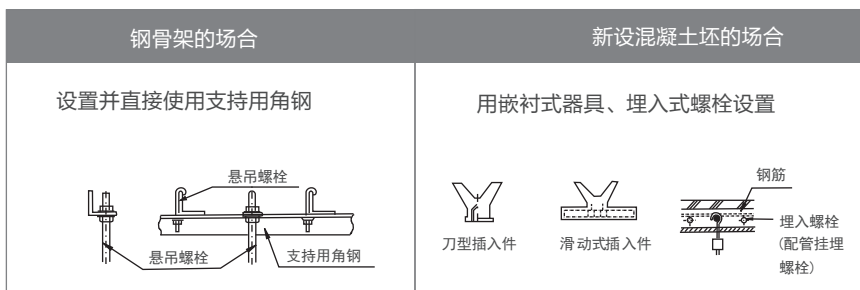 钢骨架的场合
新设混凝土坯的场合
设置并直接使用支持用角钢
用嵌衬式器具、埋入式螺栓设置
悬吊螺栓
悬吊螺栓
支持用角钢
刀型插入件
滑动式插入件
钢筋
埋入螺栓
(配管挂埋
螺栓)